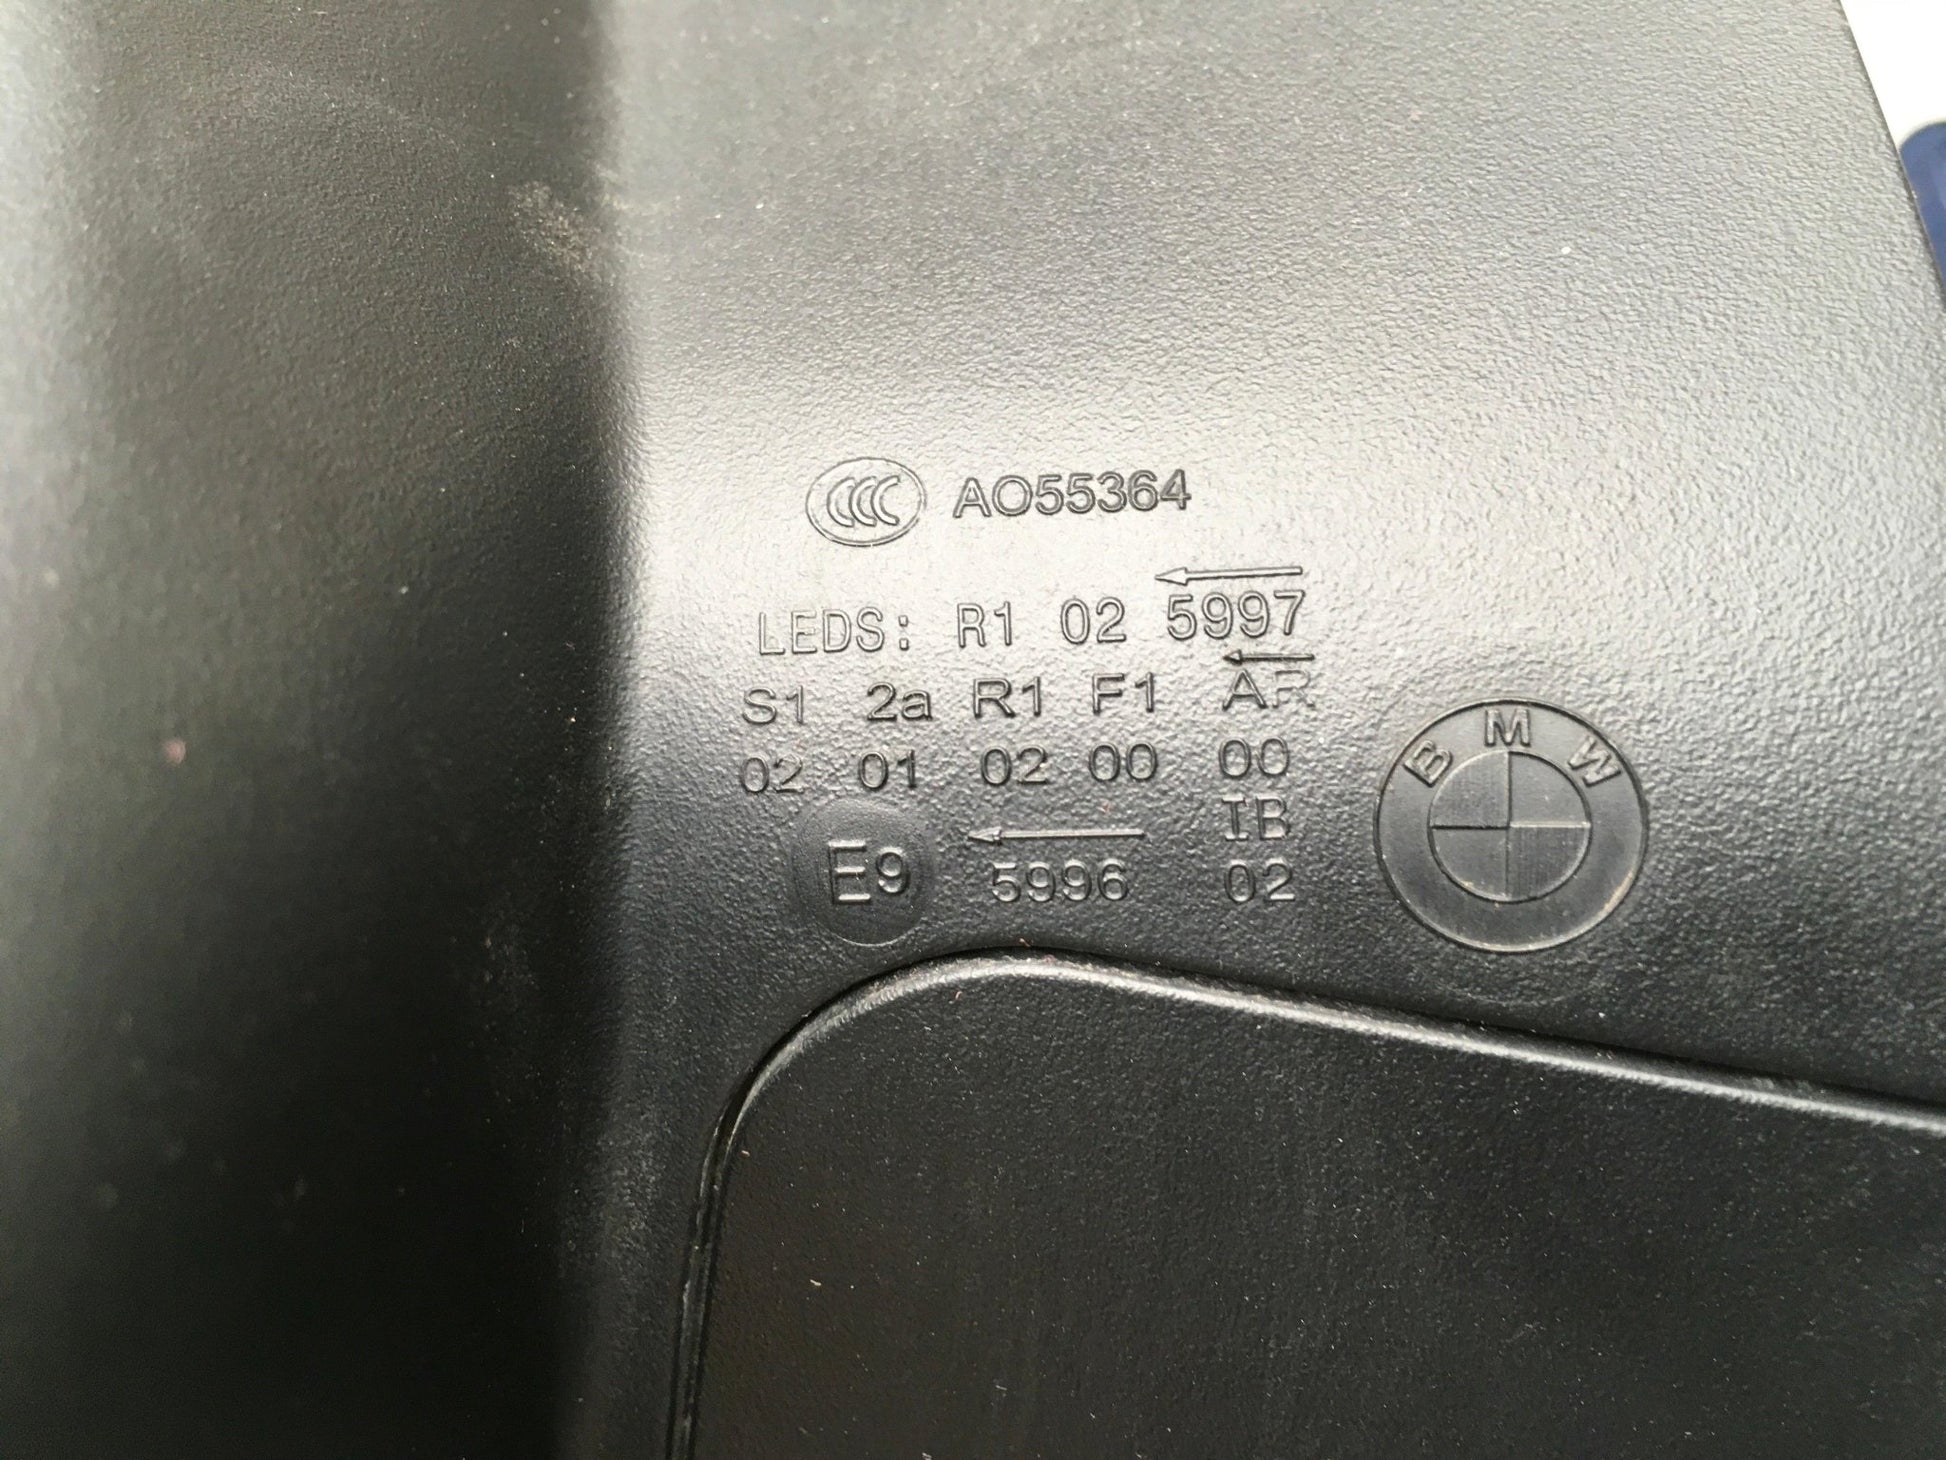 CCC AO55364
LEDS: R1 02 5997
S1 2a R1 F1 AR
02 01 02 00 00
IB
E9 5996 02
BMW